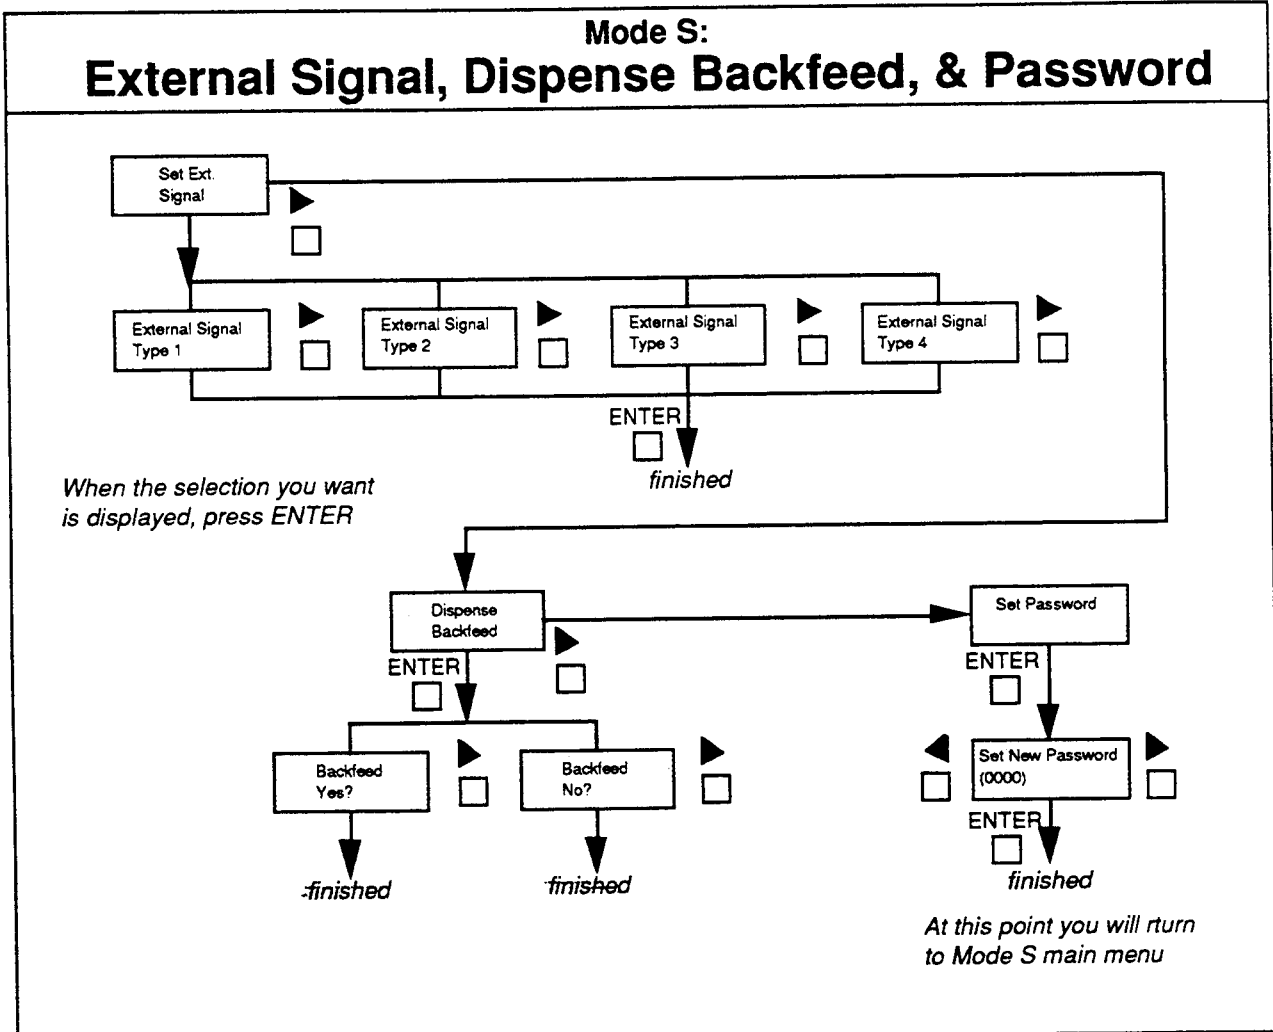 Mode S:
External Signal, Dispense Backfeed, & Password
Set Ext.
Signal
External Signal
Type 1
External Signal
Type 2
External Signal
Type 3
External Signal
Type 4
ENTER
finished
When the selection you want
is displayed, press ENTER
Dispense
Backfeed
Set Password
ENTER
ENTER
Backfeed
Yes?
Backfeed
No?
Set New Password
(0000)
ENTER
finished
finished
finished
At this point you will rturn
to Mode S main menu